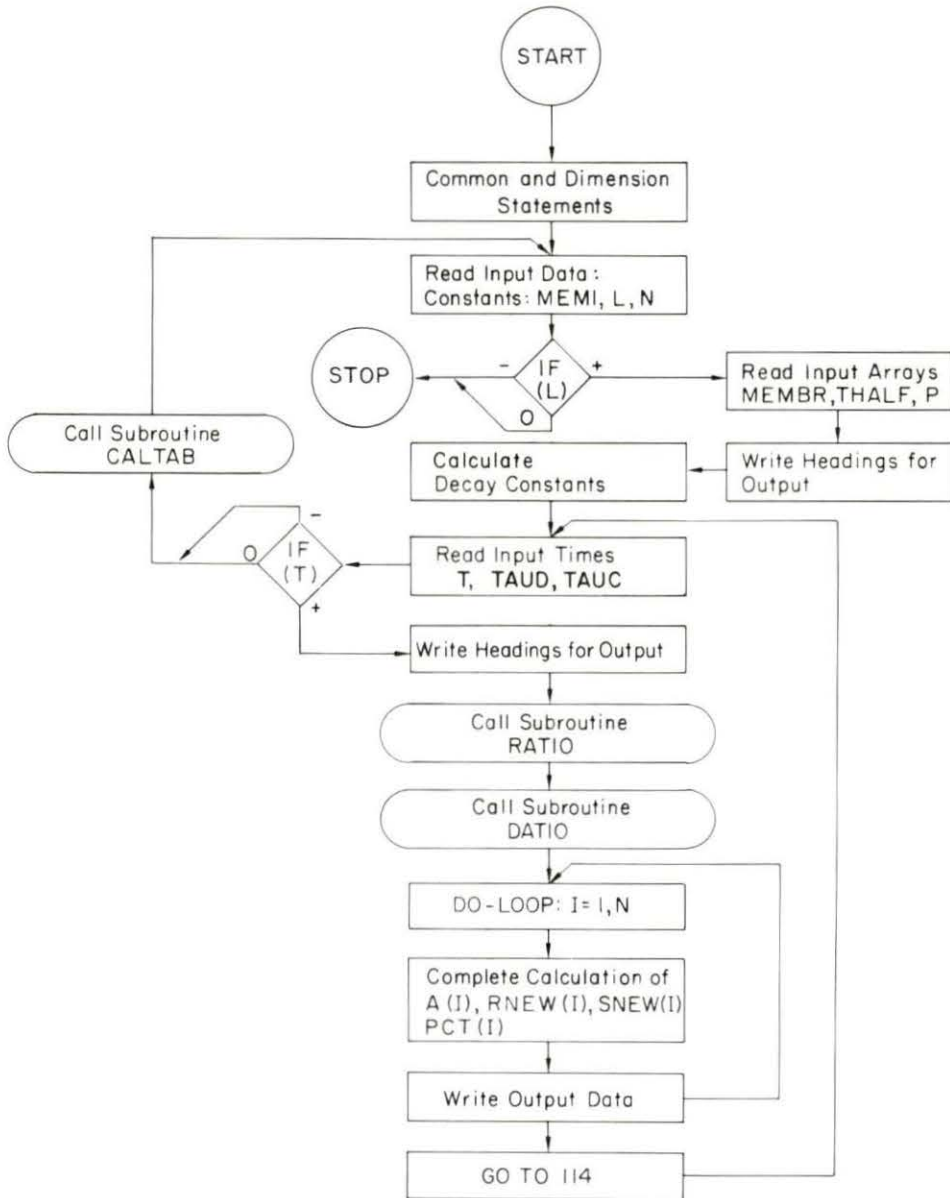 START
Common and Dimension
Statements
Read Input Data :
Constants: MEMI, L, N
-
IF
(L)
+
O
STOP
Read Input Arrays
MEMBR, THALF, P
Call Subroutine
CALTAB
Calculate
Decay Constants
Write Headings for
Output
-
O
IF
(T)
+
Read Input Times
T, TAUD, TAUC
Write Headings for Output
Call Subroutine
RATIO
Call Subroutine
DATIO
DO-LOOP: I= I,N
Complete Calculation of
A (I), RNEW (I), SNEW(I)
PCT (I)
Write Output Data
GO TO 114